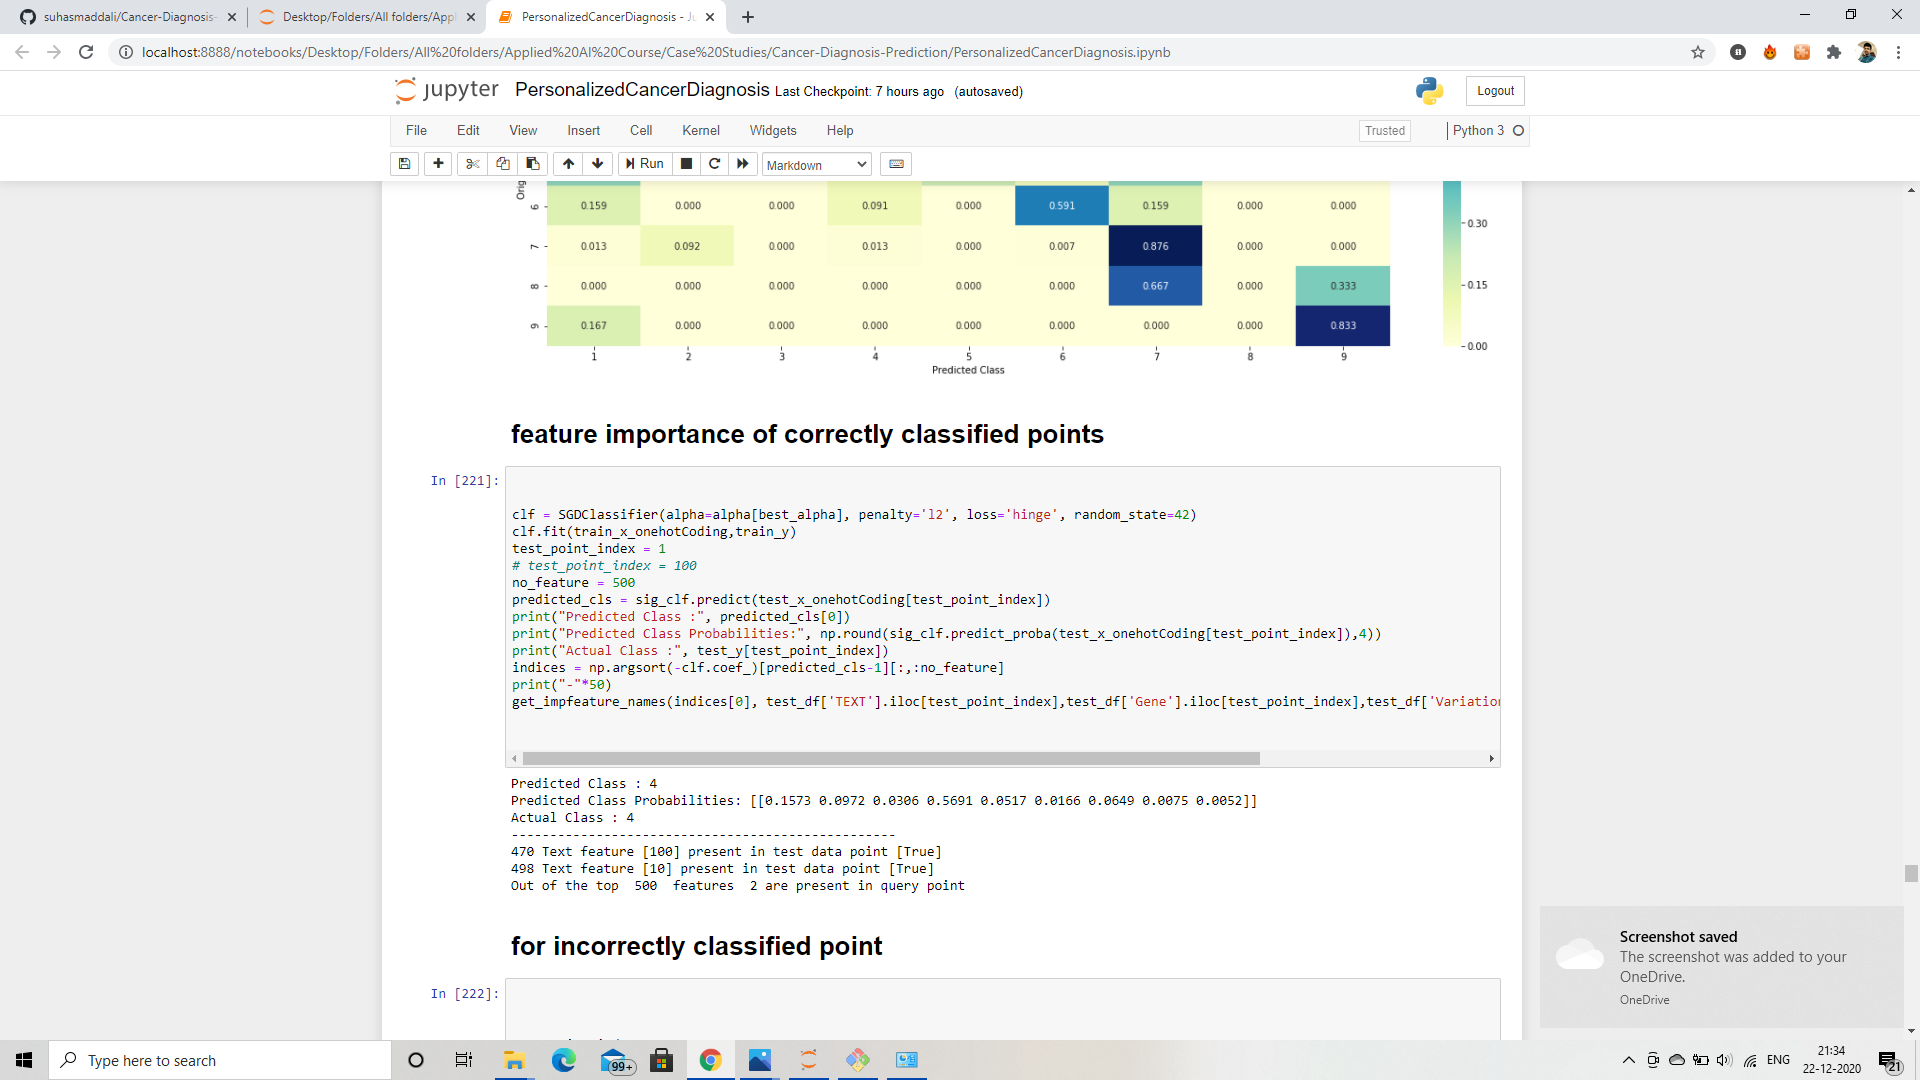 suhasmaddali/Cancer-Diagnosis-
Desktop/Folders/All folders/Appl
PersonalizedCancerDiagnosis - Ju
localhost:8888/notebooks/Desktop/Folders/All%20folders/Applied%20AI%20Course/Case%20Studies/Cancer-Diagnosis-Prediction/PersonalizedCancerDiagnosis.ipynb
jupyter PersonalizedCancerDiagnosis Last Checkpoint: 7 hours ago (autosaved)
Logout
File Edit View Insert Cell Kernel Widgets Help
Trusted Python 3
Run Markdown
Orig
6 0.159 0.000 0.000 0.091 0.000 0.591 0.159 0.000 0.000
0.30
7 0.013 0.092 0.000 0.013 0.000 0.007 0.876 0.000 0.000
8 0.000 0.000 0.000 0.000 0.000 0.000 0.667 0.000 0.333
0.15
9 0.167 0.000 0.000 0.000 0.000 0.000 0.000 0.000 0.833
0.00
1 2 3 4 5 6 7 8 9
Predicted Class
feature importance of correctly classified points
In [221]:
clf = SGDClassifier(alpha=alpha[best_alpha], penalty='l2', loss='hinge', random_state=42)
clf.fit(train_x_onehotCoding,train_y)
test_point_index = 1
# test_point_index = 100
no_feature = 500
predicted_cls = sig_clf.predict(test_x_onehotCoding[test_point_index])
print("Predicted Class :", predicted_cls[0])
print("Predicted Class Probabilities:", np.round(sig_clf.predict_proba(test_x_onehotCoding[test_point_index]),4))
print("Actual Class :", test_y[test_point_index])
indices = np.argsort(-clf.coef_)[predicted_cls-1][:,:no_feature]
print("-"*50)
get_impfeature_names(indices[0], test_df['TEXT'].iloc[test_point_index],test_df['Gene'].iloc[test_point_index],test_df['Variation
Predicted Class : 4
Predicted Class Probabilities: [[0.1573 0.0972 0.0306 0.5691 0.0517 0.0166 0.0649 0.0075 0.0052]]
Actual Class : 4
--------------------------------------------------
470 Text feature [100] present in test data point [True]
498 Text feature [10] present in test data point [True]
Out of the top  500  features  2 are present in query point
for incorrectly classified point
In [222]:
Screenshot saved
The screenshot was added to your
OneDrive.
OneDrive
Type here to search
99+
ENG
21:34
22-12-2020
21